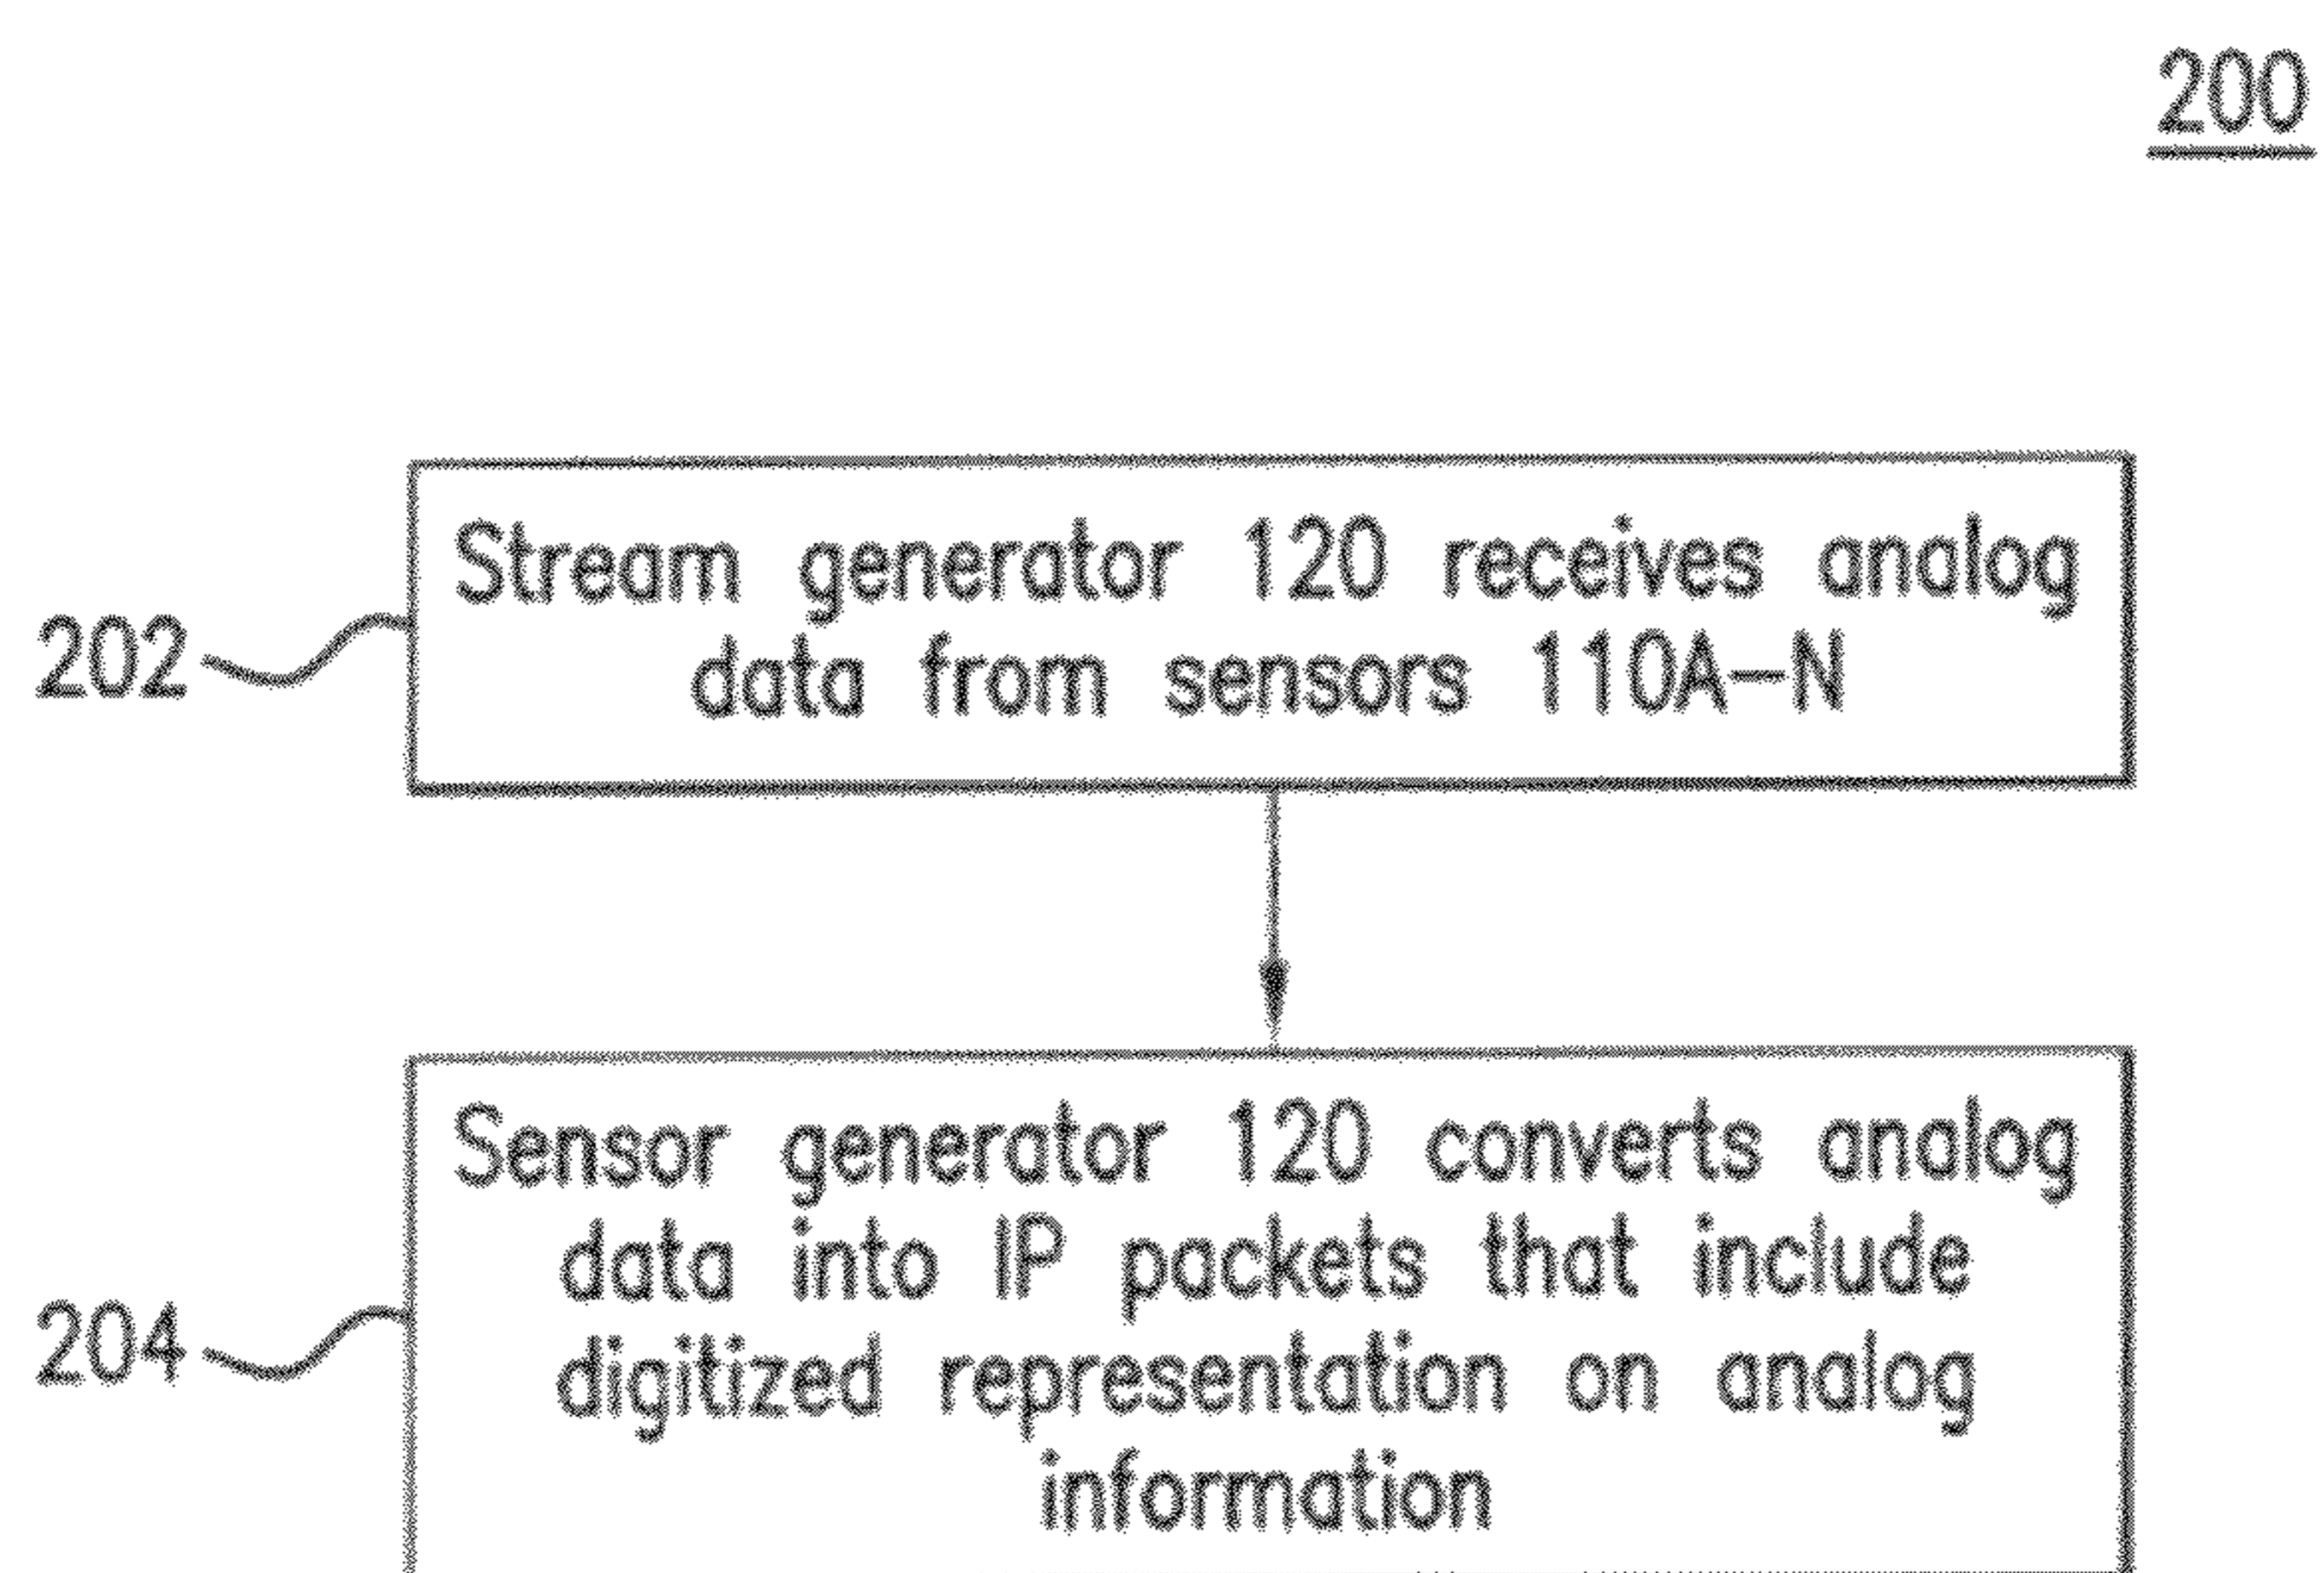 200
Stream generator 120 receives analog
data from sensors 110A-N
202
Sensor generator 120 converts analog
data into IP packets that include
digitized representation on analog
information
204